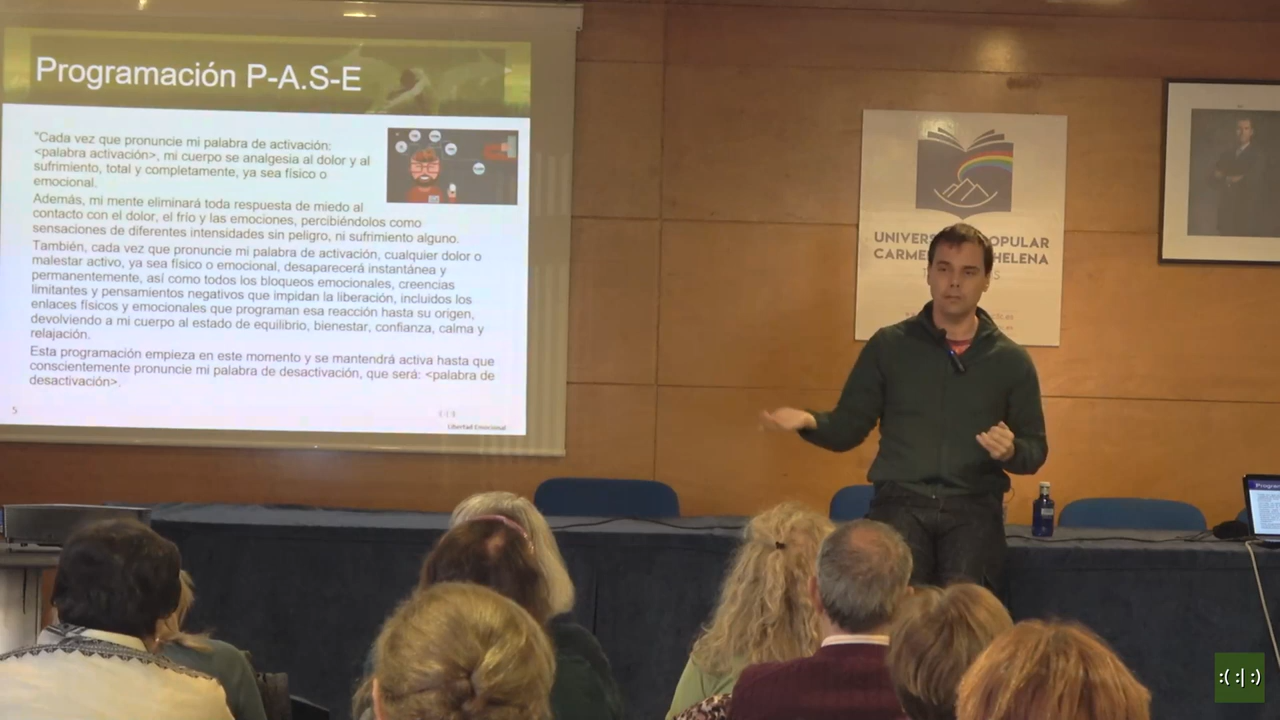 Programación P-A.S-E
"Cada vez que pronuncie mi palabra de activación:
<palabra activación>, mi cuerpo se analgesia al dolor y al
sufrimiento, total y completamente, ya sea físico o
emocional.
Además, mi mente eliminará toda respuesta de miedo al
contacto con el dolor, el frío y las emociones, percibiéndolos como
sensaciones de diferentes intensidades sin peligro, ni sufrimiento alguno.
También, cada vez que pronuncie mi palabra de activación, cualquier dolor o
malestar activo, ya sea físico o emocional, desaparecerá instantánea y
permanentemente, así como todos los bloqueos emocionales, creencias
limitantes y pensamientos negativos que impidan la liberación, incluidos los
enlaces físicos y emocionales que programan esa reacción hasta su origen,
devolviendo a mi cuerpo al estado de equilibrio, bienestar, confianza, calma y
relajación.
Esta programación empieza en este momento y se mantendrá activa hasta que
conscientemente pronuncie mi palabra de desactivación, que será: <palabra de
desactivación>.
5
Libertad Emocional
UNIVERS OPULAR
CARME HELENA
:( :| :)